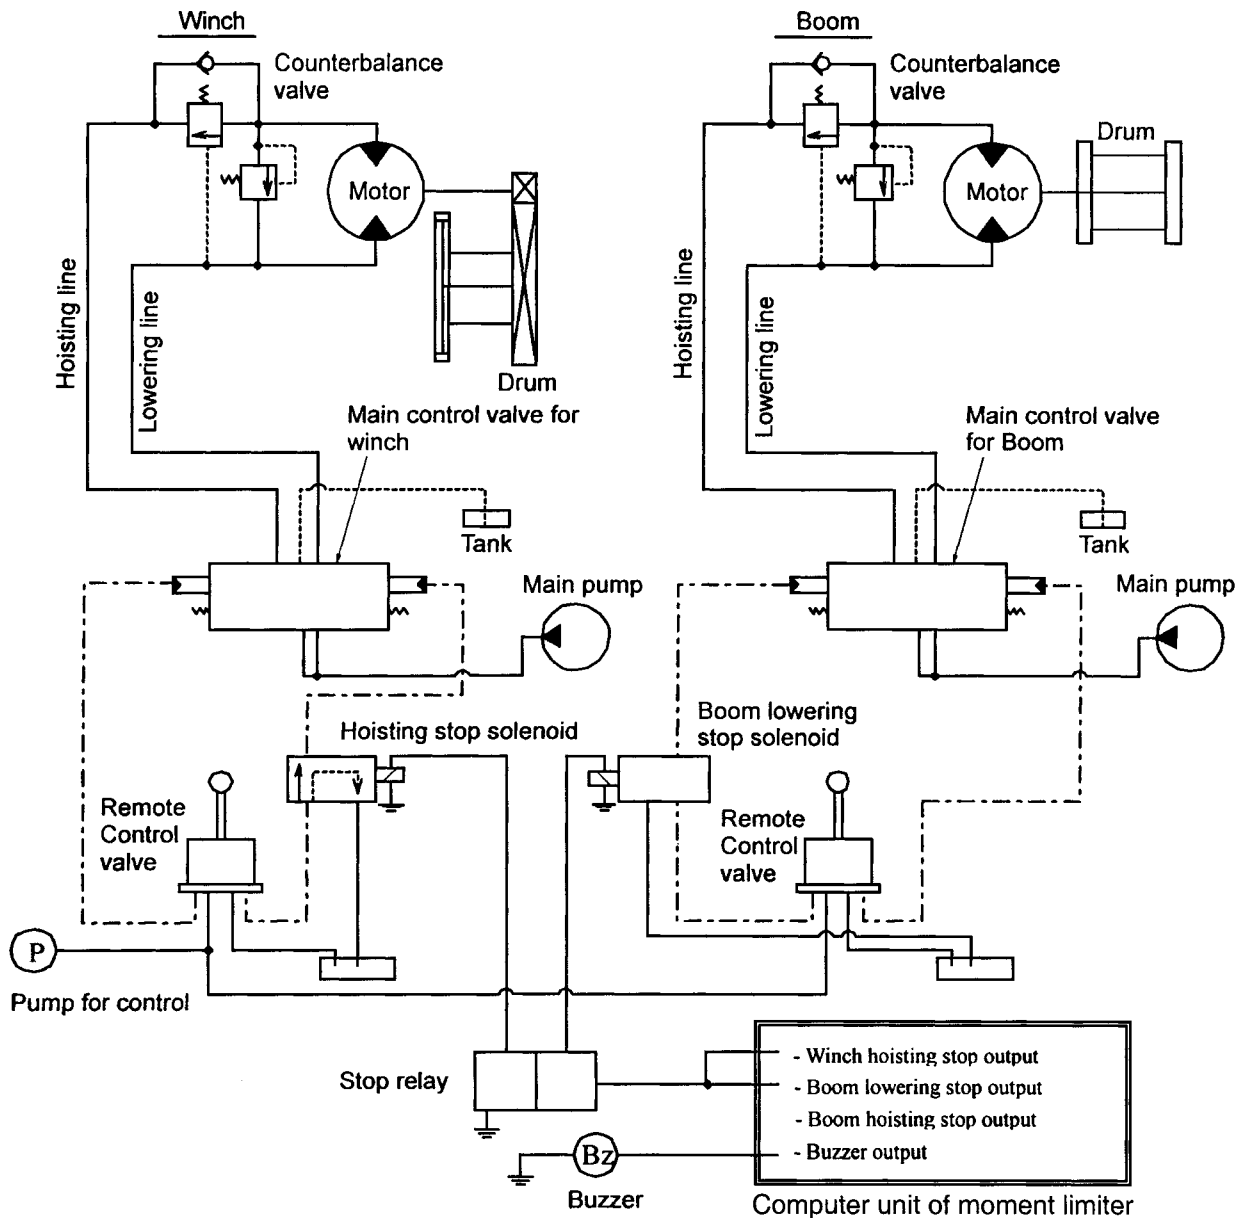 Winch
Boom
Counterbalance
valve
Counterbalance
valve
Motor
Motor
Drum
Hoisting line
Lowering line
Drum
Hoisting line
Lowering line
Main control valve for
winch
Main control valve
for Boom
Tank
Tank
Main pump
Main pump
Hoisting stop solenoid
Boom lowering
stop solenoid
Remote
Control
valve
Remote
Control
valve
P
Pump for control
Stop relay
- Winch hoisting stop output
- Boom lowering stop output
- Boom hoisting stop output
- Buzzer output
Bz
Buzzer
Computer unit of moment limiter